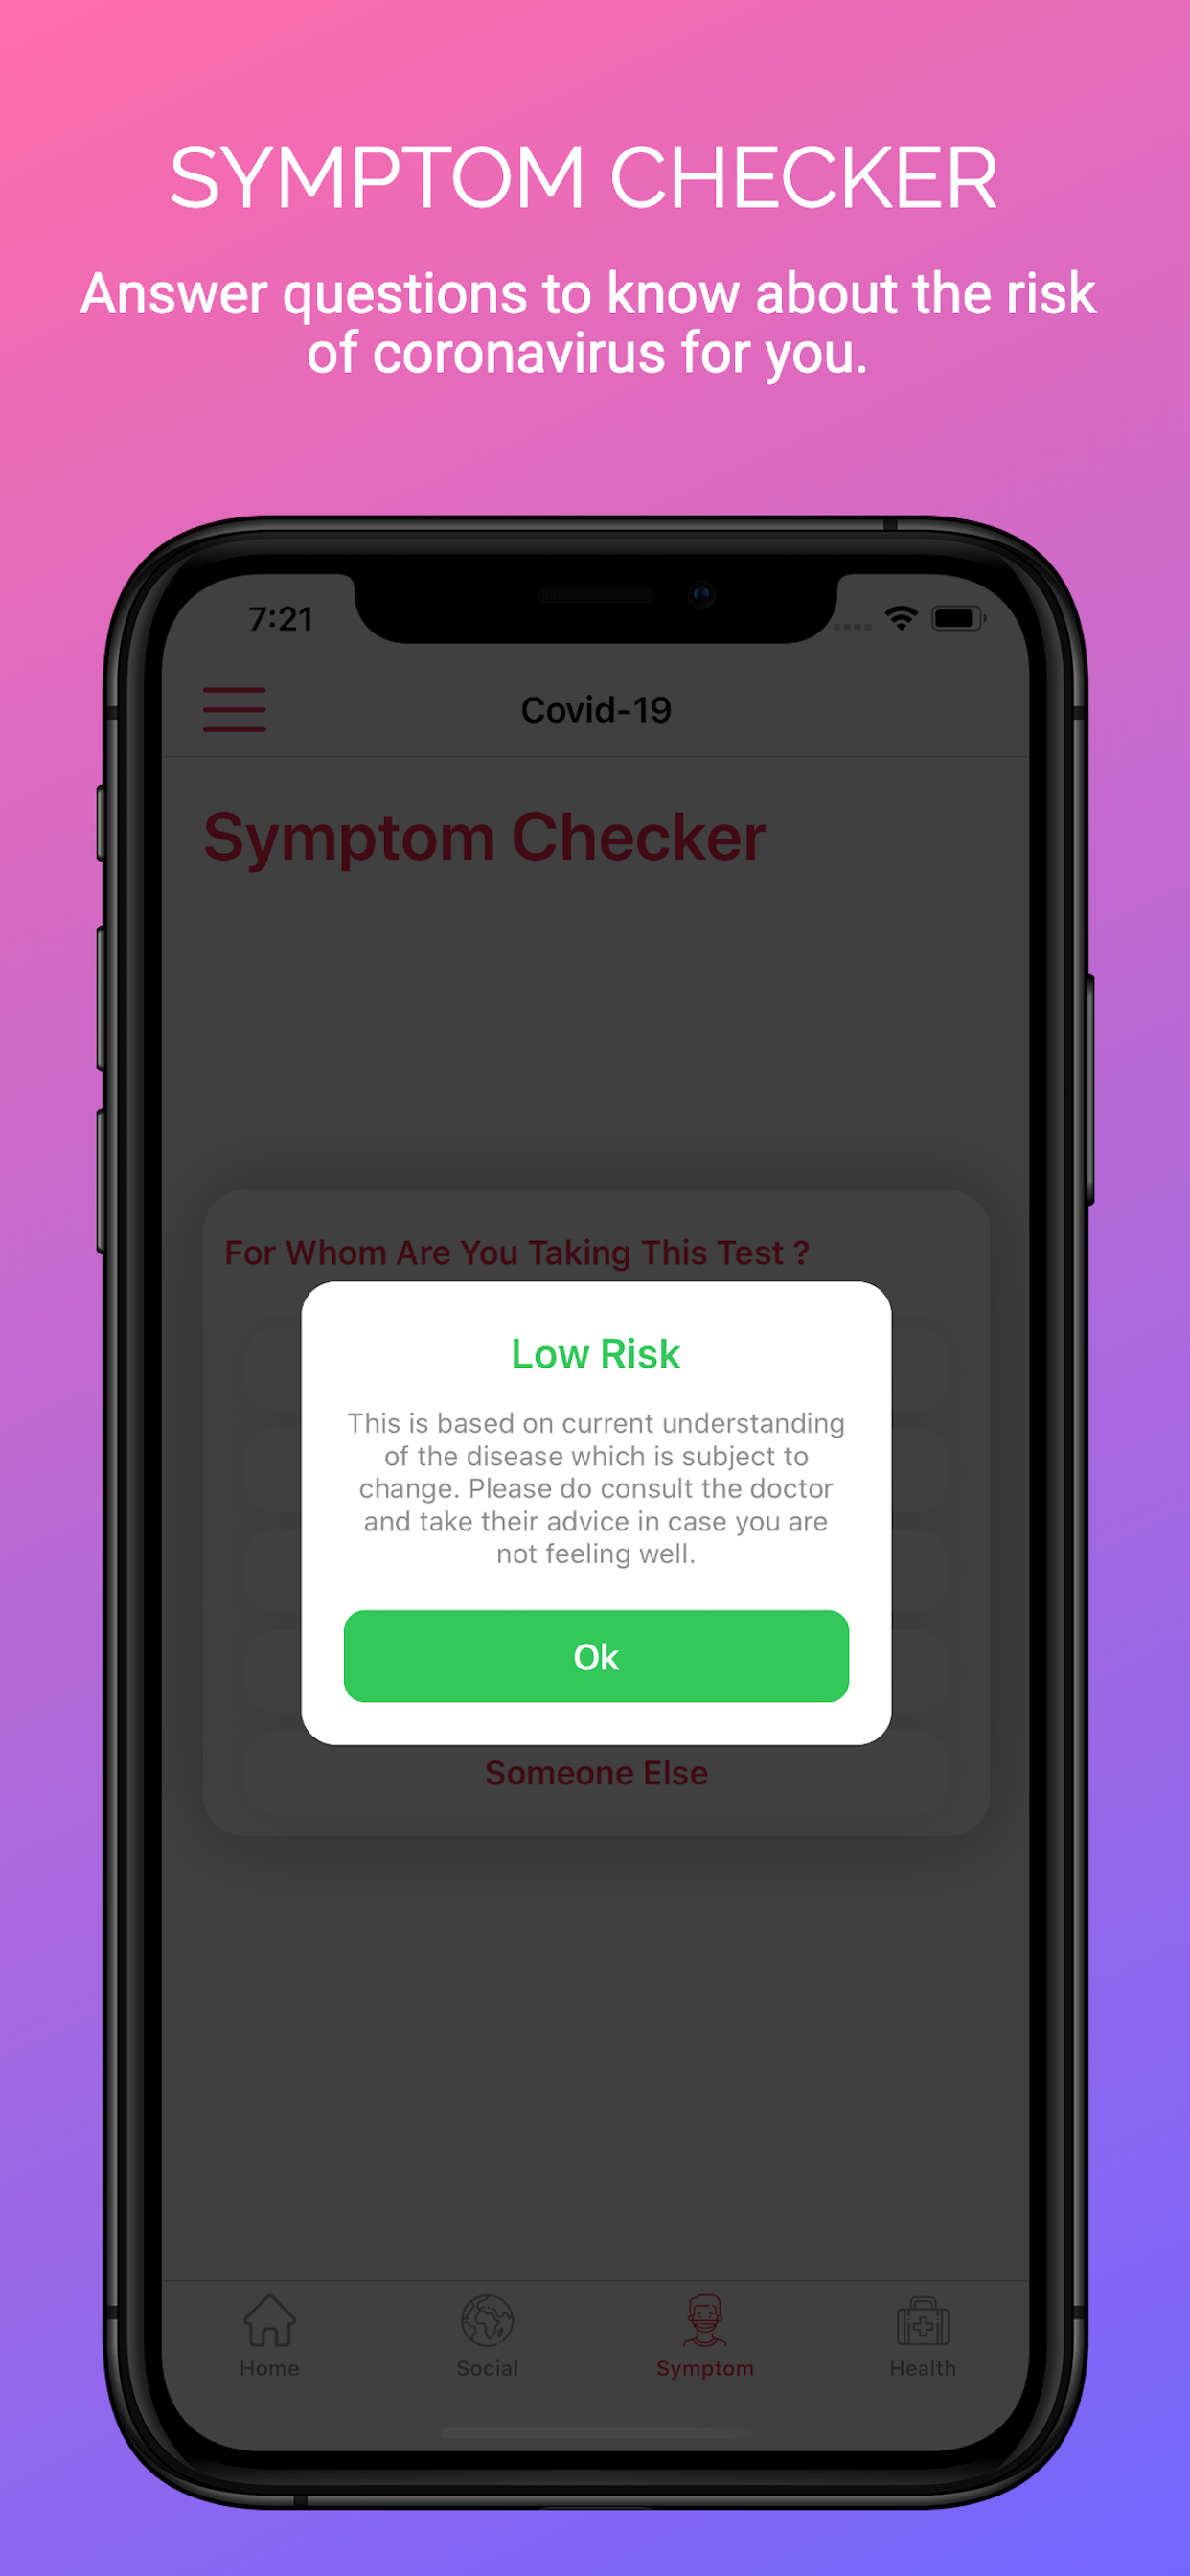 SYMPTOM CHECKER
Answer questions to know about the risk
of coronavirus for you.
7:21
Covid-19
Symptom Checker
For Whom Are You Taking This Test ?
Low Risk
This is based on current understanding
of the disease which is subject to
change. Please do consult the doctor
and take their advice in case you are
not feeling well.
Ok
Someone Else
Home
Social
Symptom
Health